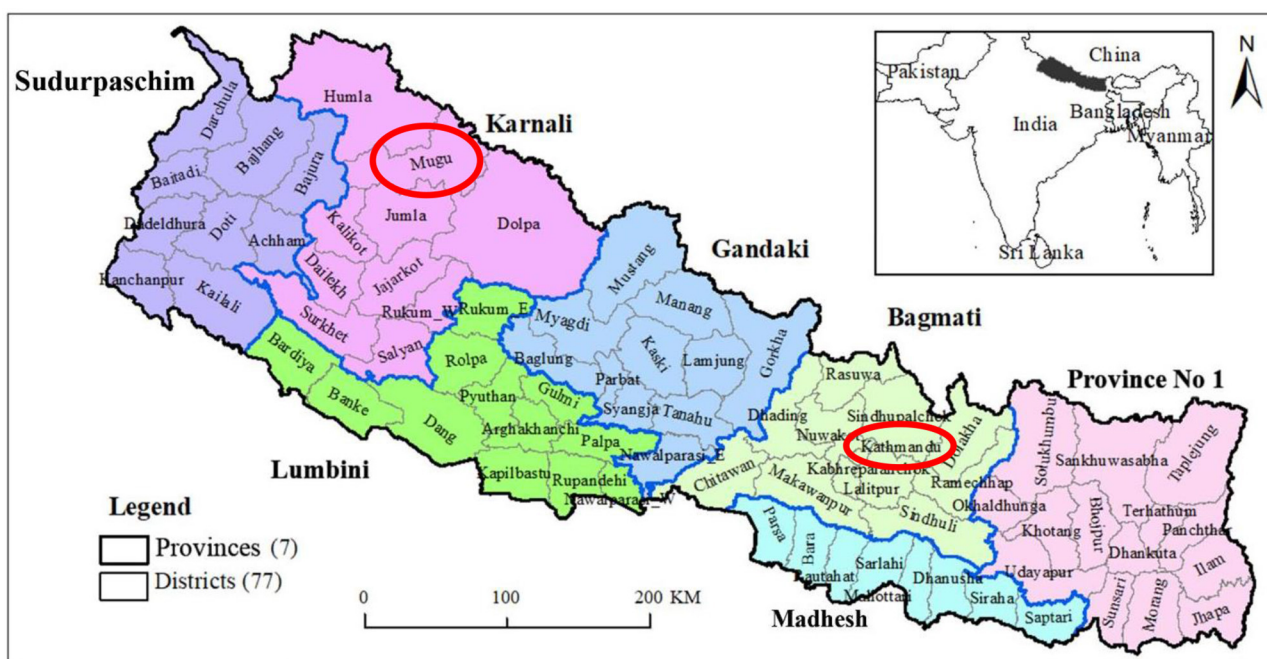 N
China
Pakistan
India
Bangladesh
Myanmar
Sri Lanka
Sudurpaschim
Darchula
Bajhang
Bajura
Baitadi
Dadeldhura
Doti
Achham
Kanchanpur
Kailali
Karnali
Humla
Mugu
Jumla
Dolpa
Kalikot
Dailekh
Jajarkot
Rukum_W
Surkhet
Salyan
Gandaki
Mustang
Manang
Myagdi
Kaski
Lamjung
Gorkha
Baglung
Parbat
Syangja
Tanahu
Nawalparasi_E
Lumbini
Rukum_E
Rolpa
Bardiya
Banke
Dang
Pyuthan
Gulmi
Arghakhanchi
Palpa
Kapilbastu
Rupandehi
Nawalparasi_W
Bagmati
Rasuwa
Dhading
Sindhupalchok
Kathmandu
Dolakha
Kabhrepalanchok
Ramechhap
Lalitpur
Chitawan
Makawanpur
Sindhuli
Madhesh
Parsa
Bara
Sarlahi
Dhanusha
Siraha
Saptari
Province No 1
Solukhumbu
Sankhuwasabha
Taplejung
Okhaldhunga
Khotang
Bhojpur
Terhathum
Panchthar
Dhankuta
Udayapur
Ilam
Sunsari
Morang
Jhapa
Legend
Provinces (7)
Districts (77)
0 100 200 KM